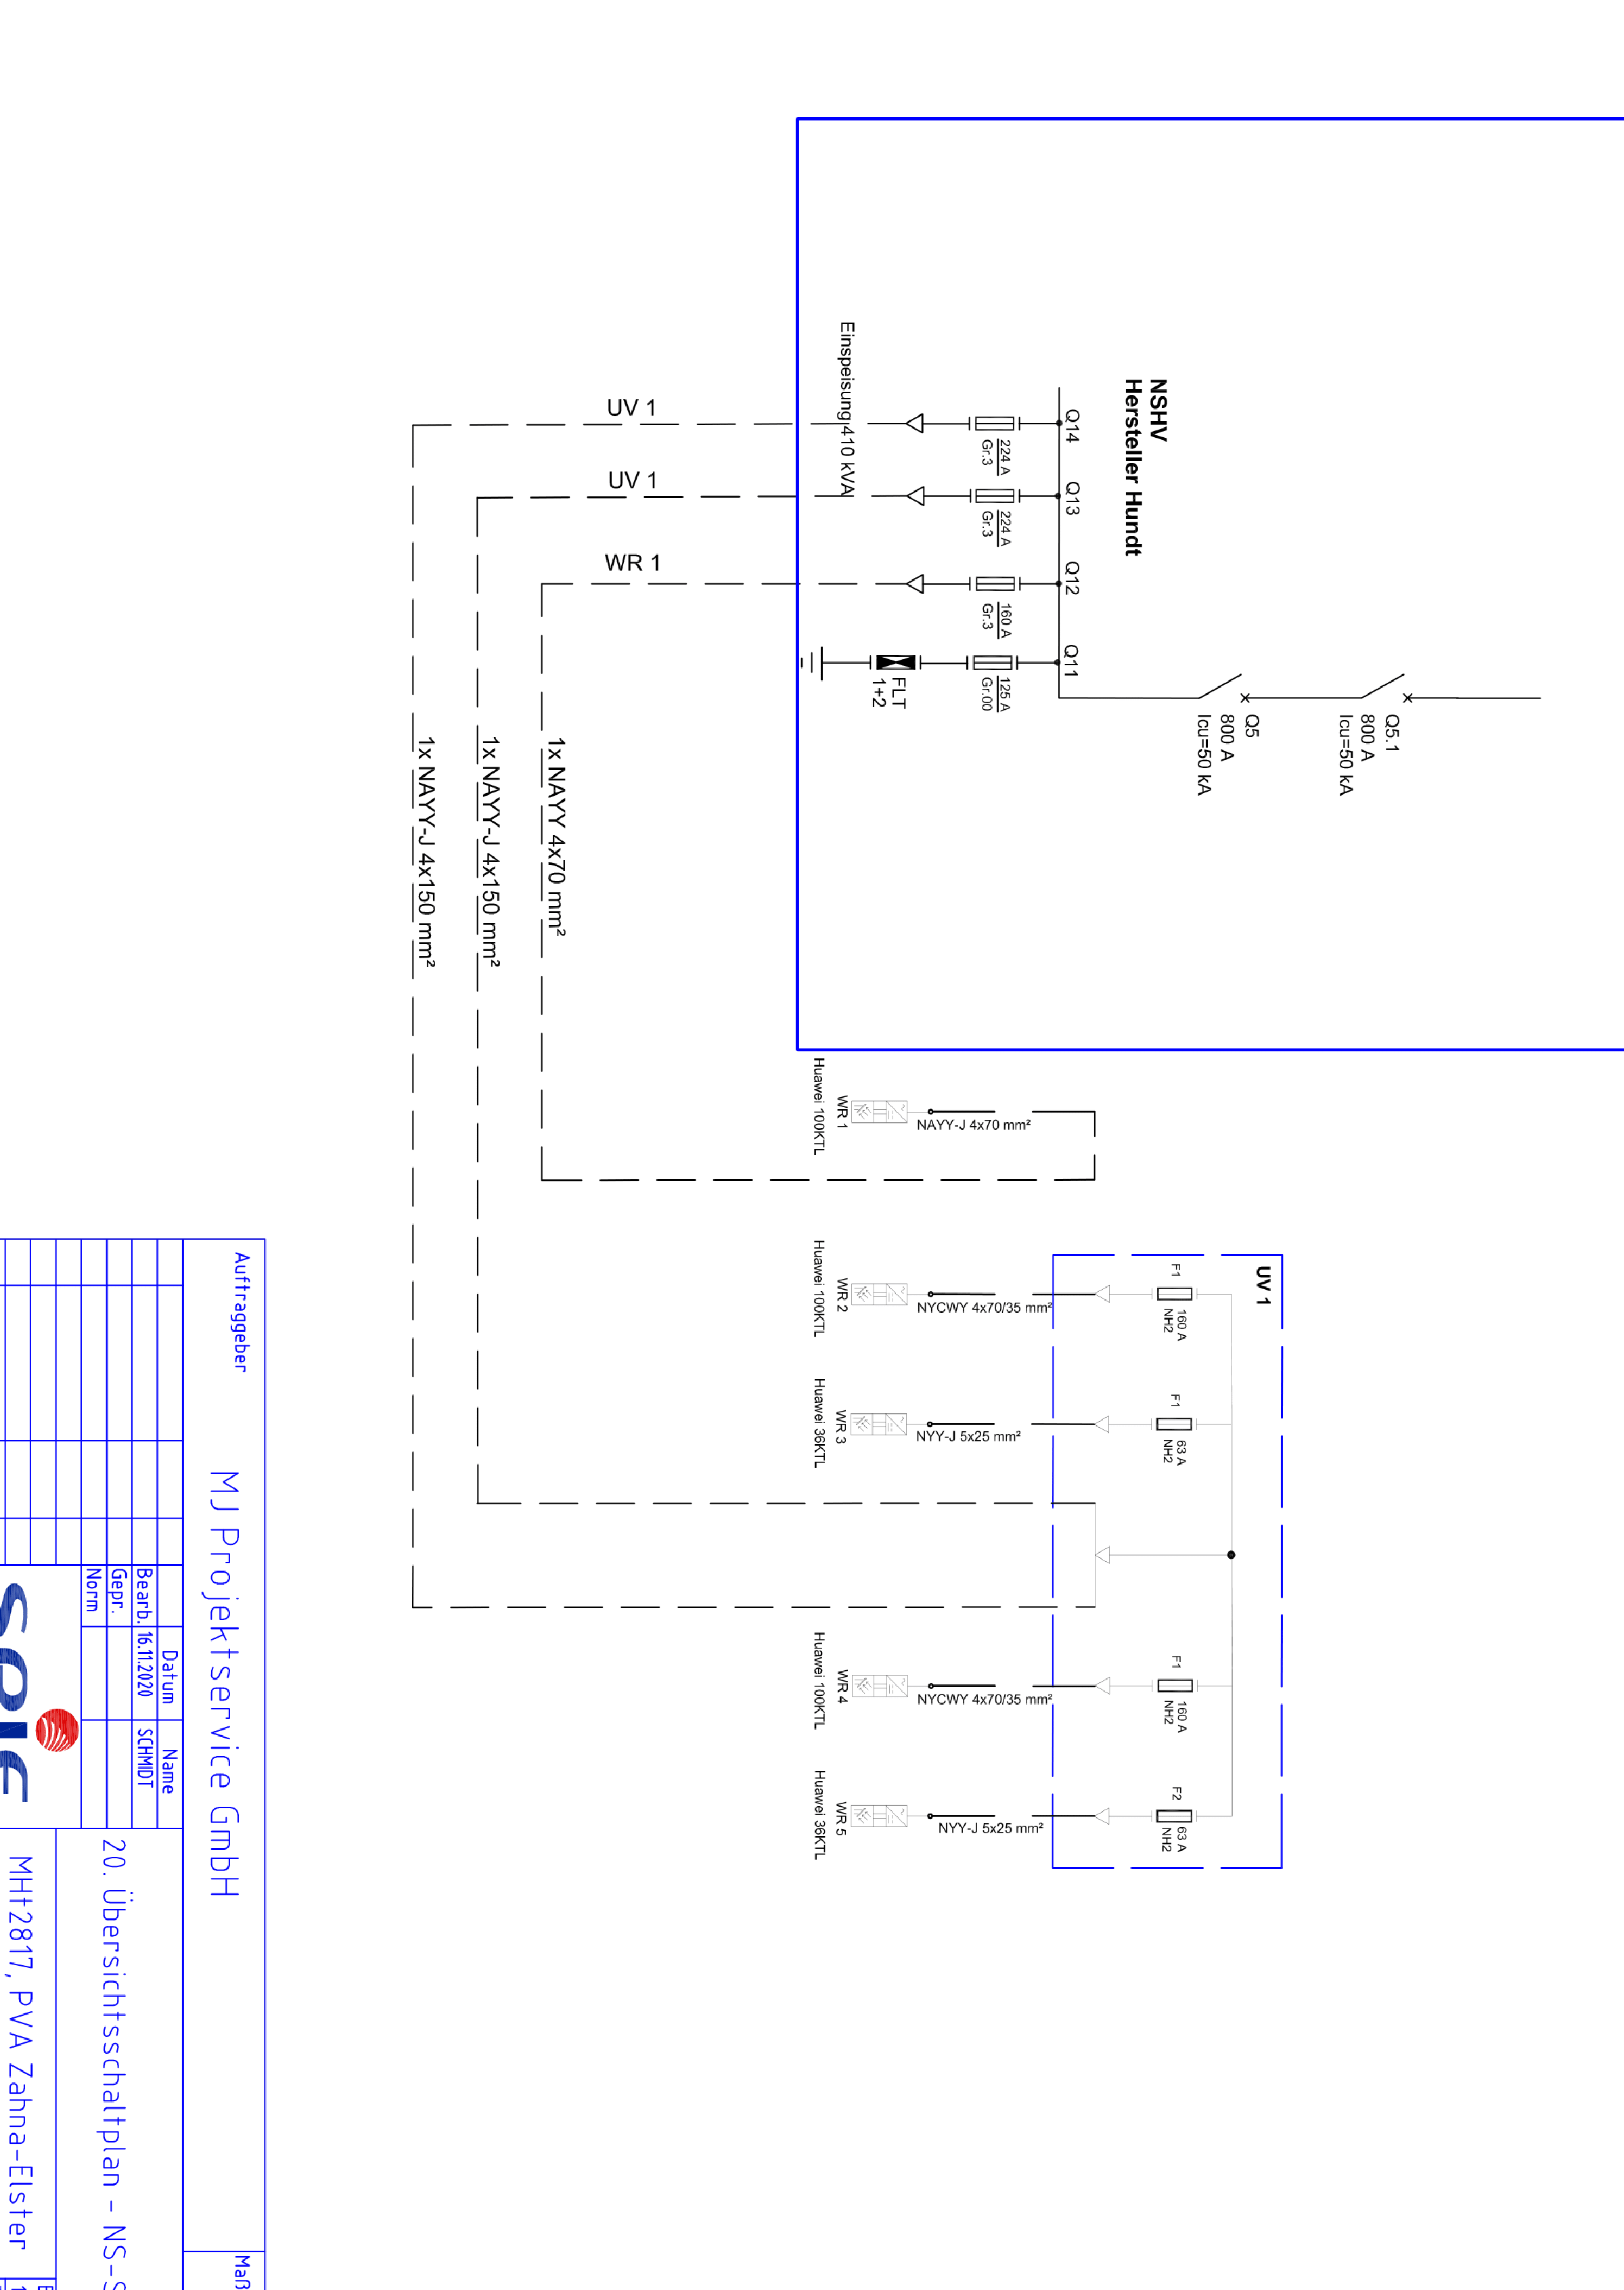 NSHV
Hersteller Hundt
Q5.1
800 A
Icu=50 kA
Q5
800 A
Icu=50 kA
Q14
Q13
Q12
Q11
224 A
Gr.3
224 A
Gr.3
160 A
Gr.3
125 A
Gr.00
FLT
1+2
Einspeisung 410 kVA
UV 1
UV 1
WR 1
1x NAYY 4x70 mm²
1x NAYY-J 4x150 mm²
1x NAYY-J 4x150 mm²
NAYY-J 4x70 mm²
WR 1
Huawei 100KTL
UV 1
F1
160 A
NH2
F1
63 A
NH2
F1
160 A
NH2
F2
63 A
NH2
NYCWY 4x70/35 mm²
WR 2
Huawei 100KTL
NYY-J 5x25 mm²
WR 3
Huawei 36KTL
NYCWY 4x70/35 mm²
WR 4
Huawei 100KTL
NYY-J 5x25 mm²
WR 5
Huawei 36KTL
Auftraggeber
MJ Projektservice GmbH
Maß
Datum Name
Bearb. 16.11.2020 SCHMIDT
Gepr.
Norm
SPIE
20. Übersichtsschaltplan - NS-S
MHt2817, PVA Zahna-Elster